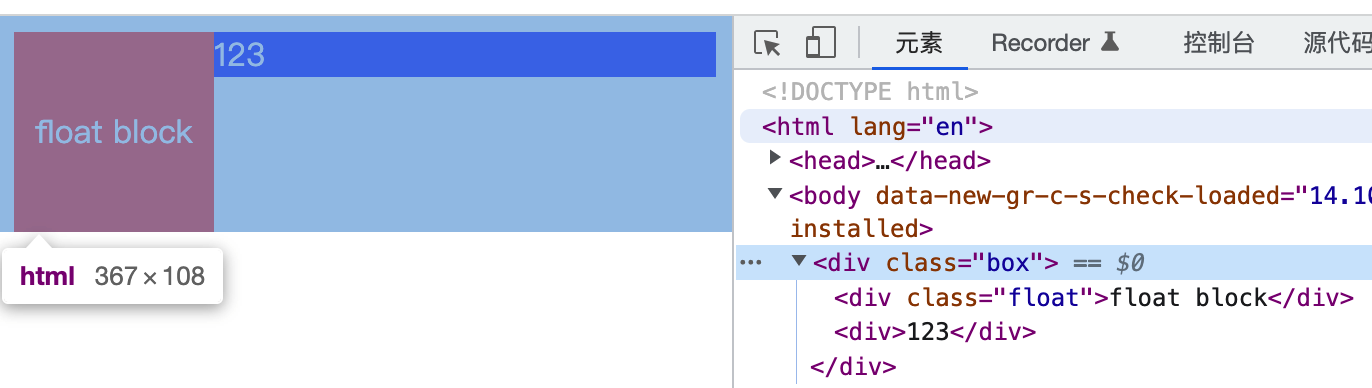 123
float block
html 367 × 108
元素 Recorder 控制台 源代码
<!DOCTYPE html>
<html lang="en">
<head>…</head>
<body data-new-gr-c-s-check-loaded="14.10
installed>
<div class="box"> == $0
<div class="float">float block</div>
<div>123</div>
</div>